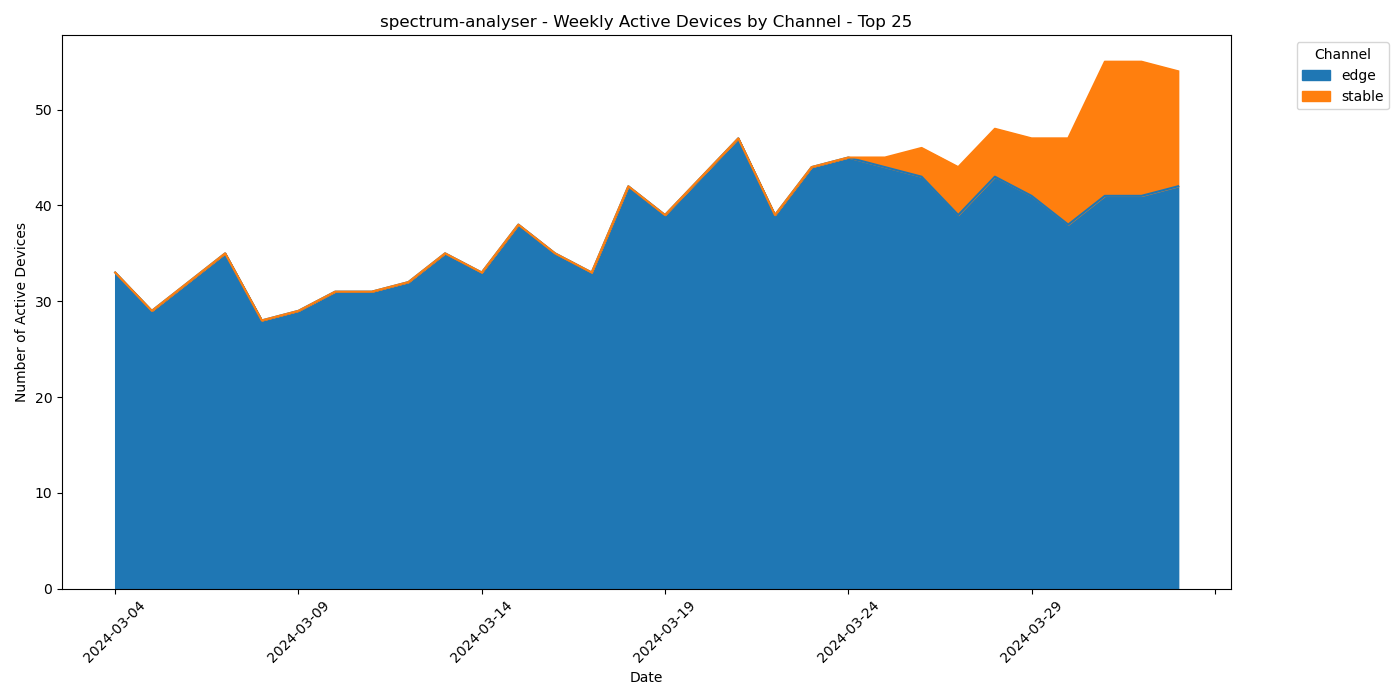 spectrum-analyser - Weekly Active Devices by Channel - Top 25
Channel
edge
stable
Number of Active Devices
50
40
30
20
10
0
2024-03-04
2024-03-09
2024-03-14
2024-03-19
2024-03-24
2024-03-29
Date